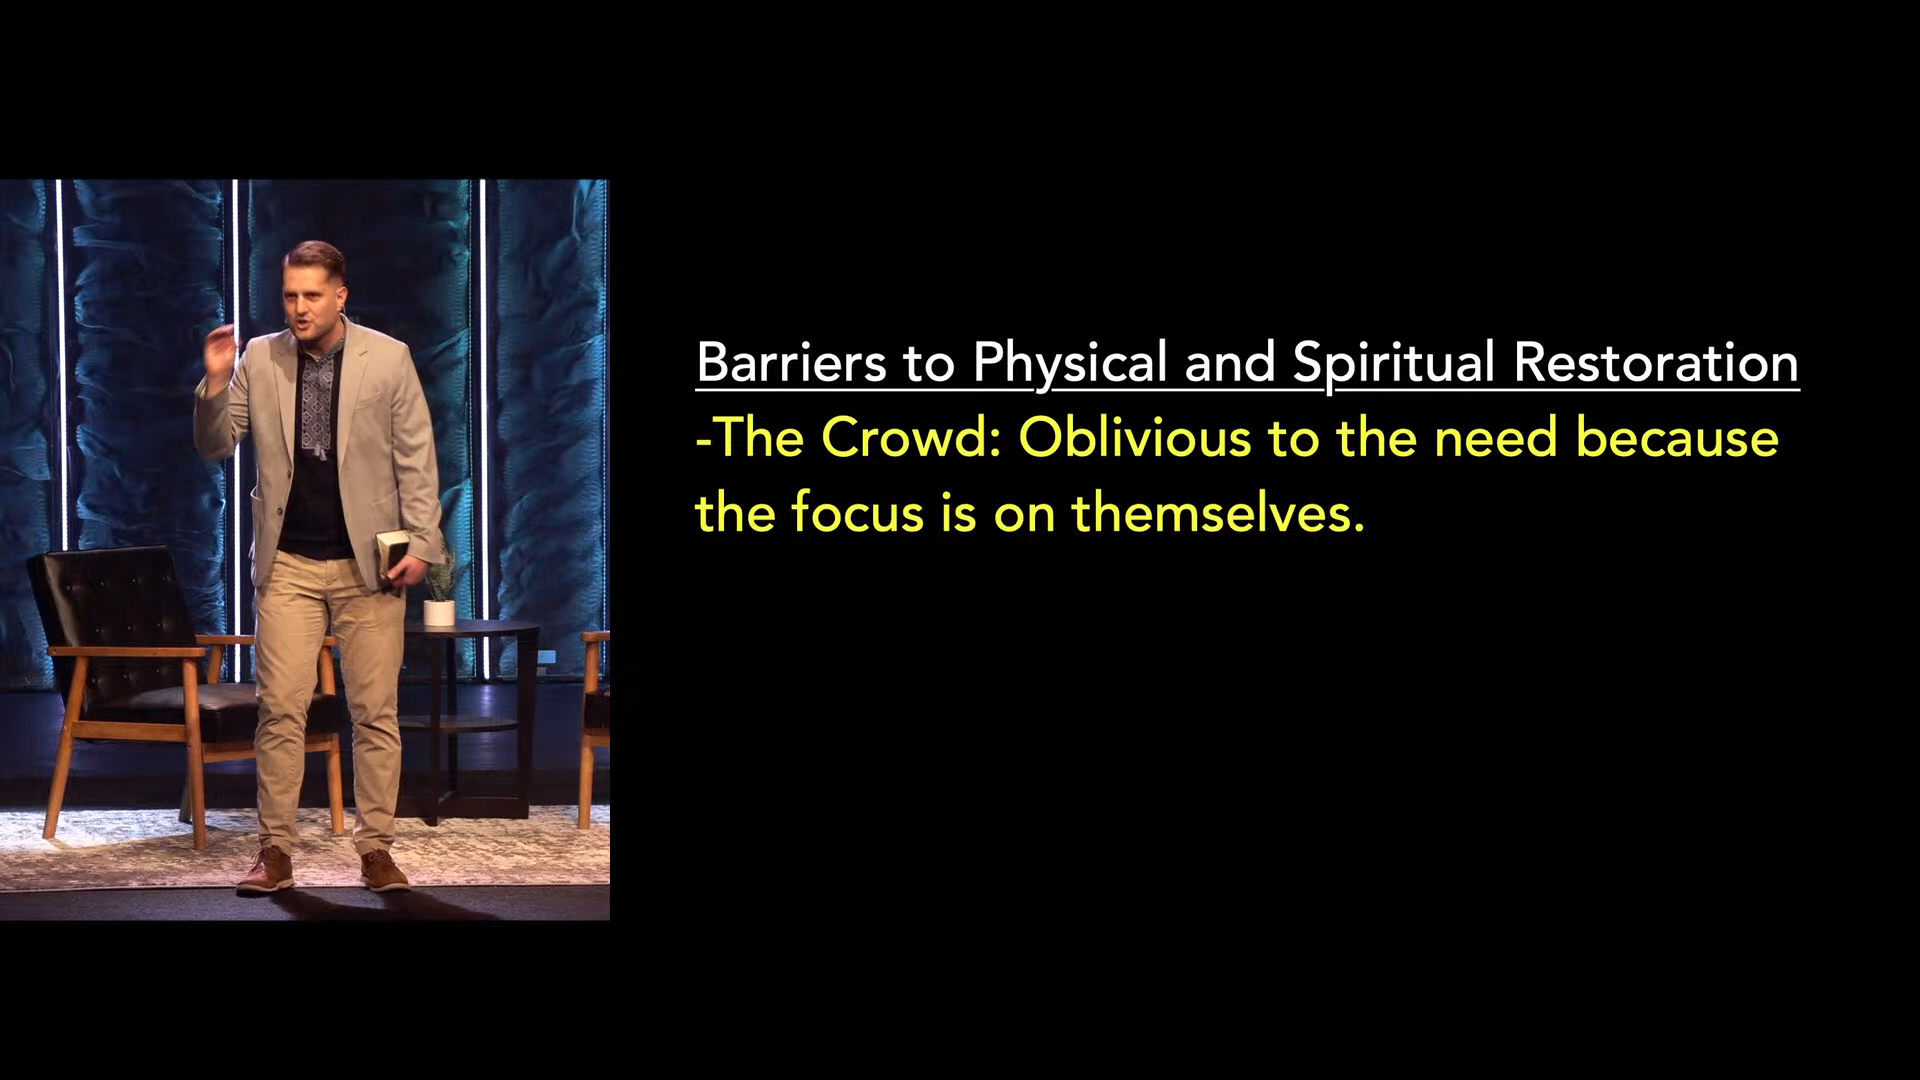 Barriers to Physical and Spiritual Restoration
-The Crowd: Oblivious to the need because
the focus is on themselves.